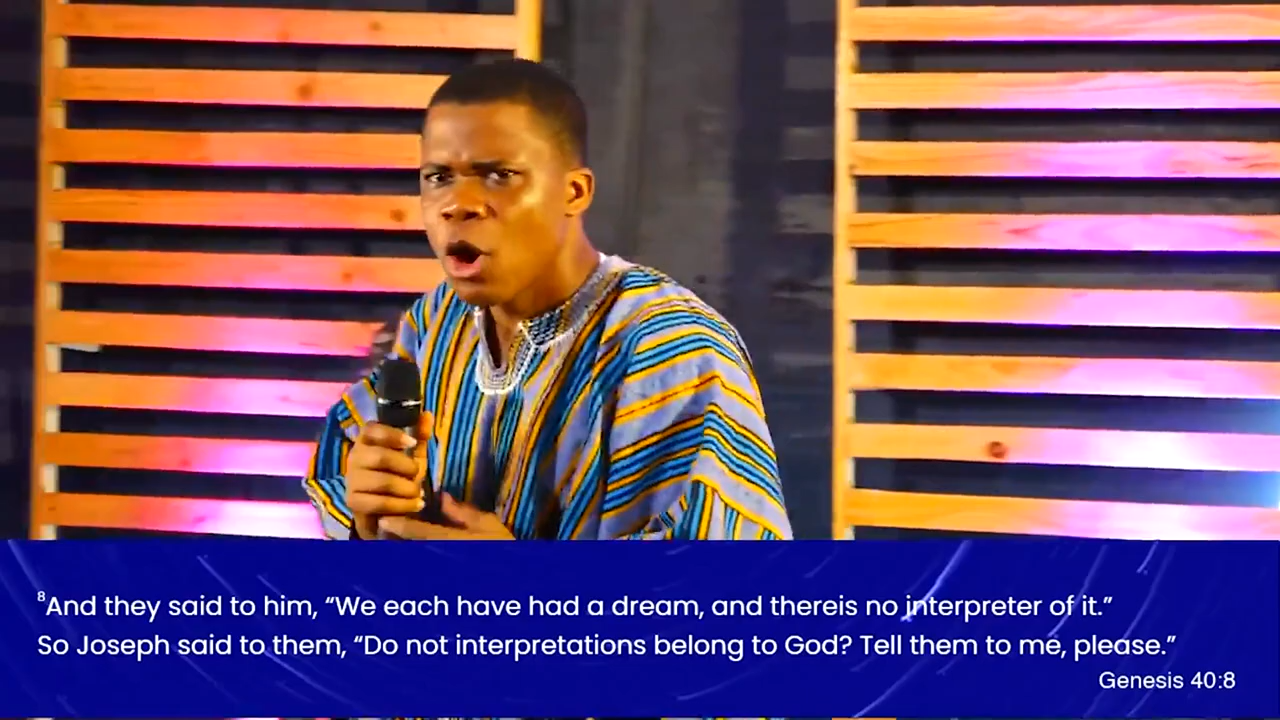 ⁸And they said to him, “We each have had a dream, and thereis no interpreter of it.”
So Joseph said to them, “Do not interpretations belong to God? Tell them to me, please.”
Genesis 40:8